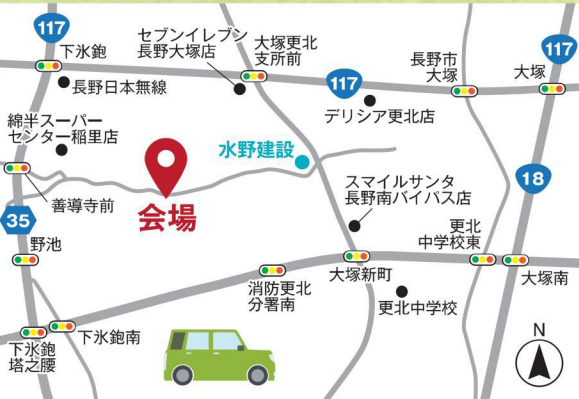 117
下氷鉋
長野日本無線
セブンイレブン
長野大塚店
大塚更北
支所前
117
デリシア更北店
長野市
大塚
117
大塚
綿半スーパー
センター稲里店
善導寺前
会場
水野建設
スマイルサンタ
長野南バイパス店
18
35
野池
更北
中学校東
大塚南
大塚新町
消防更北
分署南
更北中学校
下氷鉋南
下氷鉋
塔之腰
N